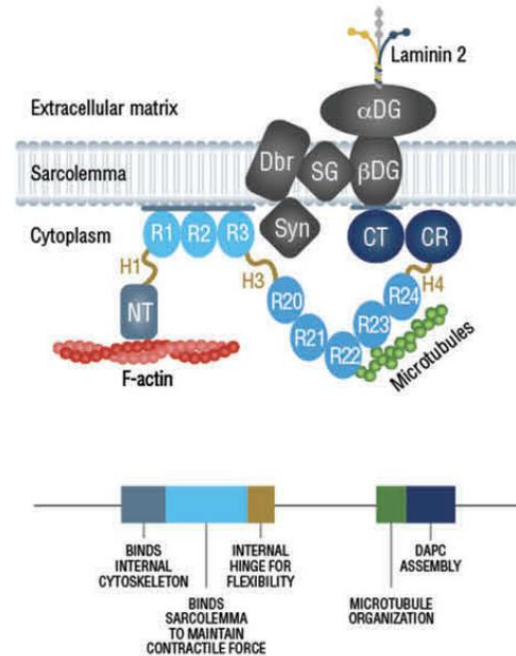 Laminin 2
Extracellular matrix
αDG
Dbr
SG
βDG
Sarcolemma
Cytoplasm
R1
R2
R3
Syn
CT
CR
H1
H3
H4
NT
R20
R21
R22
R23
R24
F-actin
Microtubules
BINDS
INTERNAL
CYTOSKELETON
BINDS
SARCOLEMMA
TO MAINTAIN
CONTRACTILE FORCE
INTERNAL
HINGE FOR
FLEXIBILITY
MICROTUBULE
ORGANIZATION
DAPC
ASSEMBLY